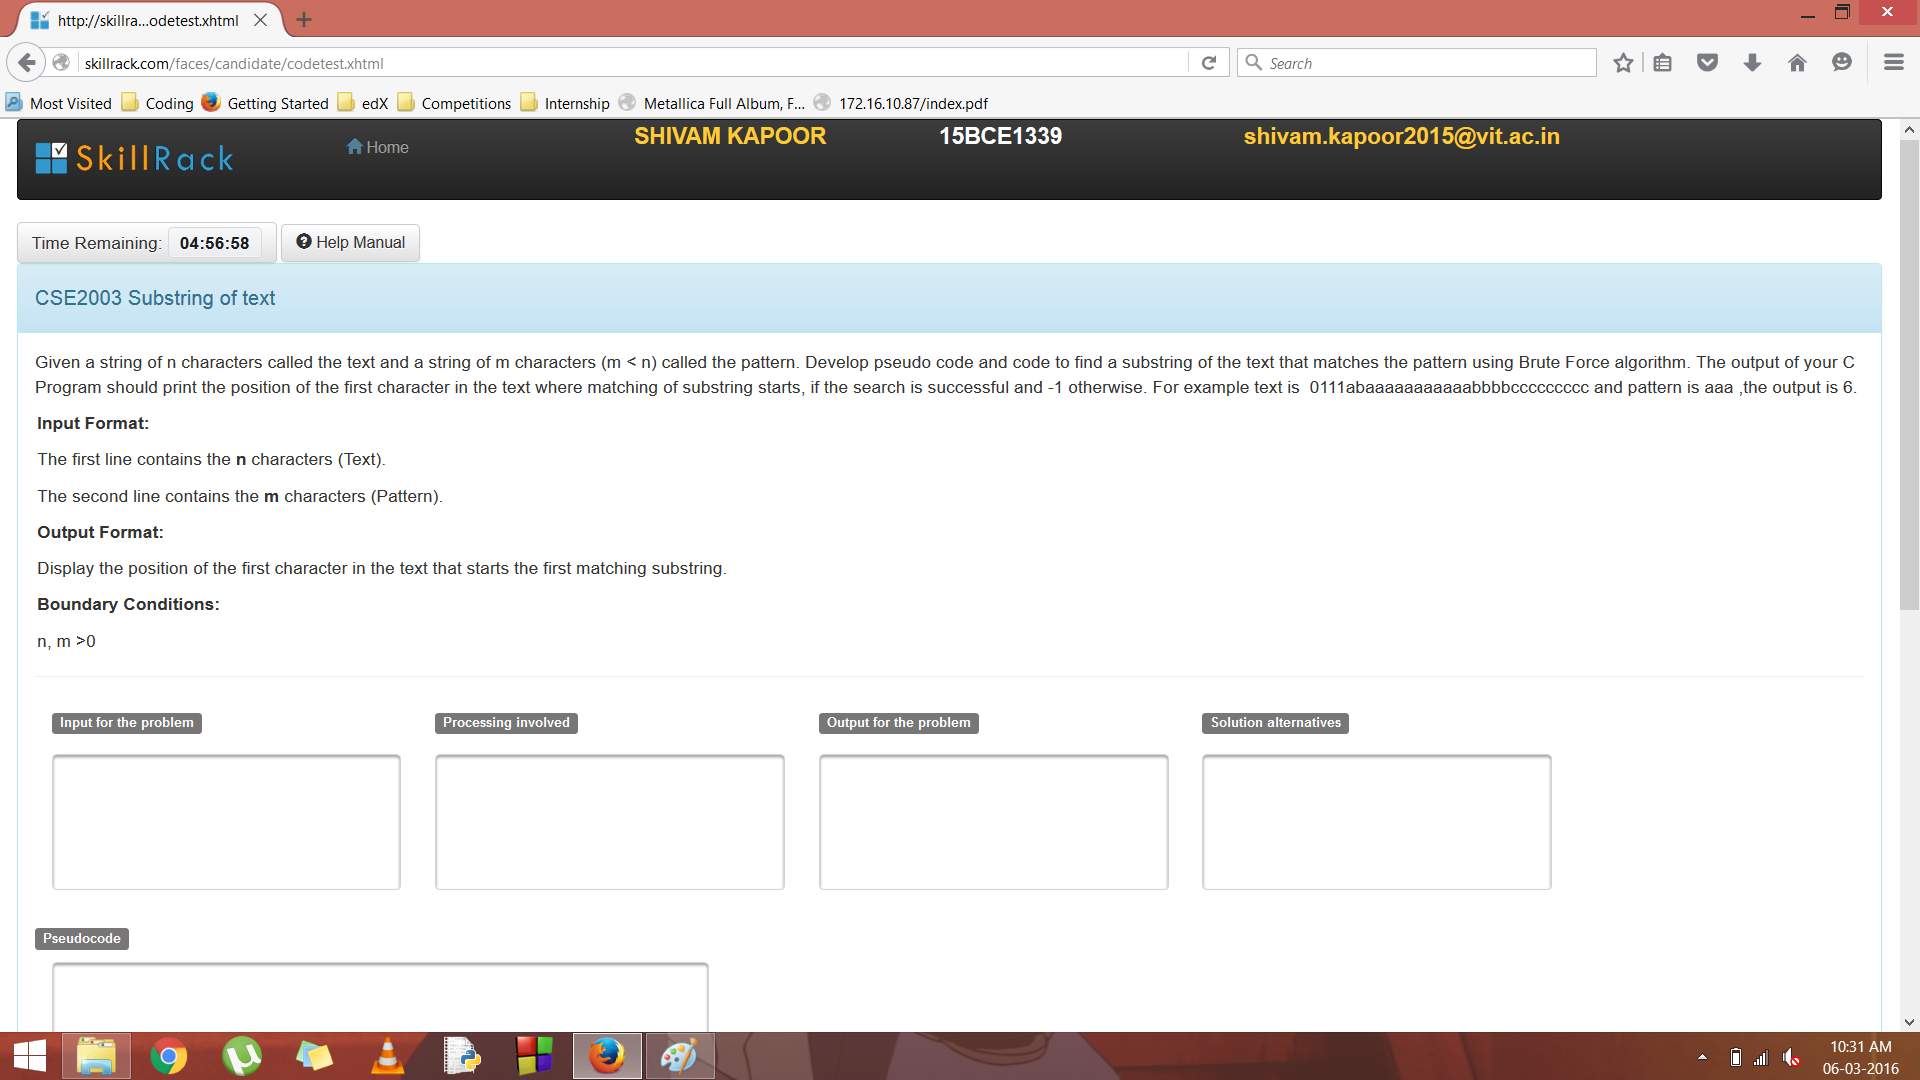 http://skillra...odetest.xhtml
skillrack.com/faces/candidate/codetest.xhtml
Search
Most Visited Coding Getting Started edX Competitions Internship Metallica Full Album, F... 172.16.10.87/index.pdf
SkillRack Home SHIVAM KAPOOR 15BCE1339 shivam.kapoor2015@vit.ac.in
Time Remaining: 04:56:58 Help Manual
CSE2003 Substring of text
Given a string of n characters called the text and a string of m characters (m < n) called the pattern. Develop pseudo code and code to find a substring of the text that matches the pattern using Brute Force algorithm. The output of your C
Program should print the position of the first character in the text where matching of substring starts, if the search is successful and -1 otherwise. For example text is 0111abaaaaaaaaaaaabbbbccccccccc and pattern is aaa ,the output is 6.
Input Format:
The first line contains the n characters (Text).
The second line contains the m characters (Pattern).
Output Format:
Display the position of the first character in the text that starts the first matching substring.
Boundary Conditions:
n, m >0
Input for the problem Processing involved Output for the problem Solution alternatives
Pseudocode
10:31 AM
06-03-2016